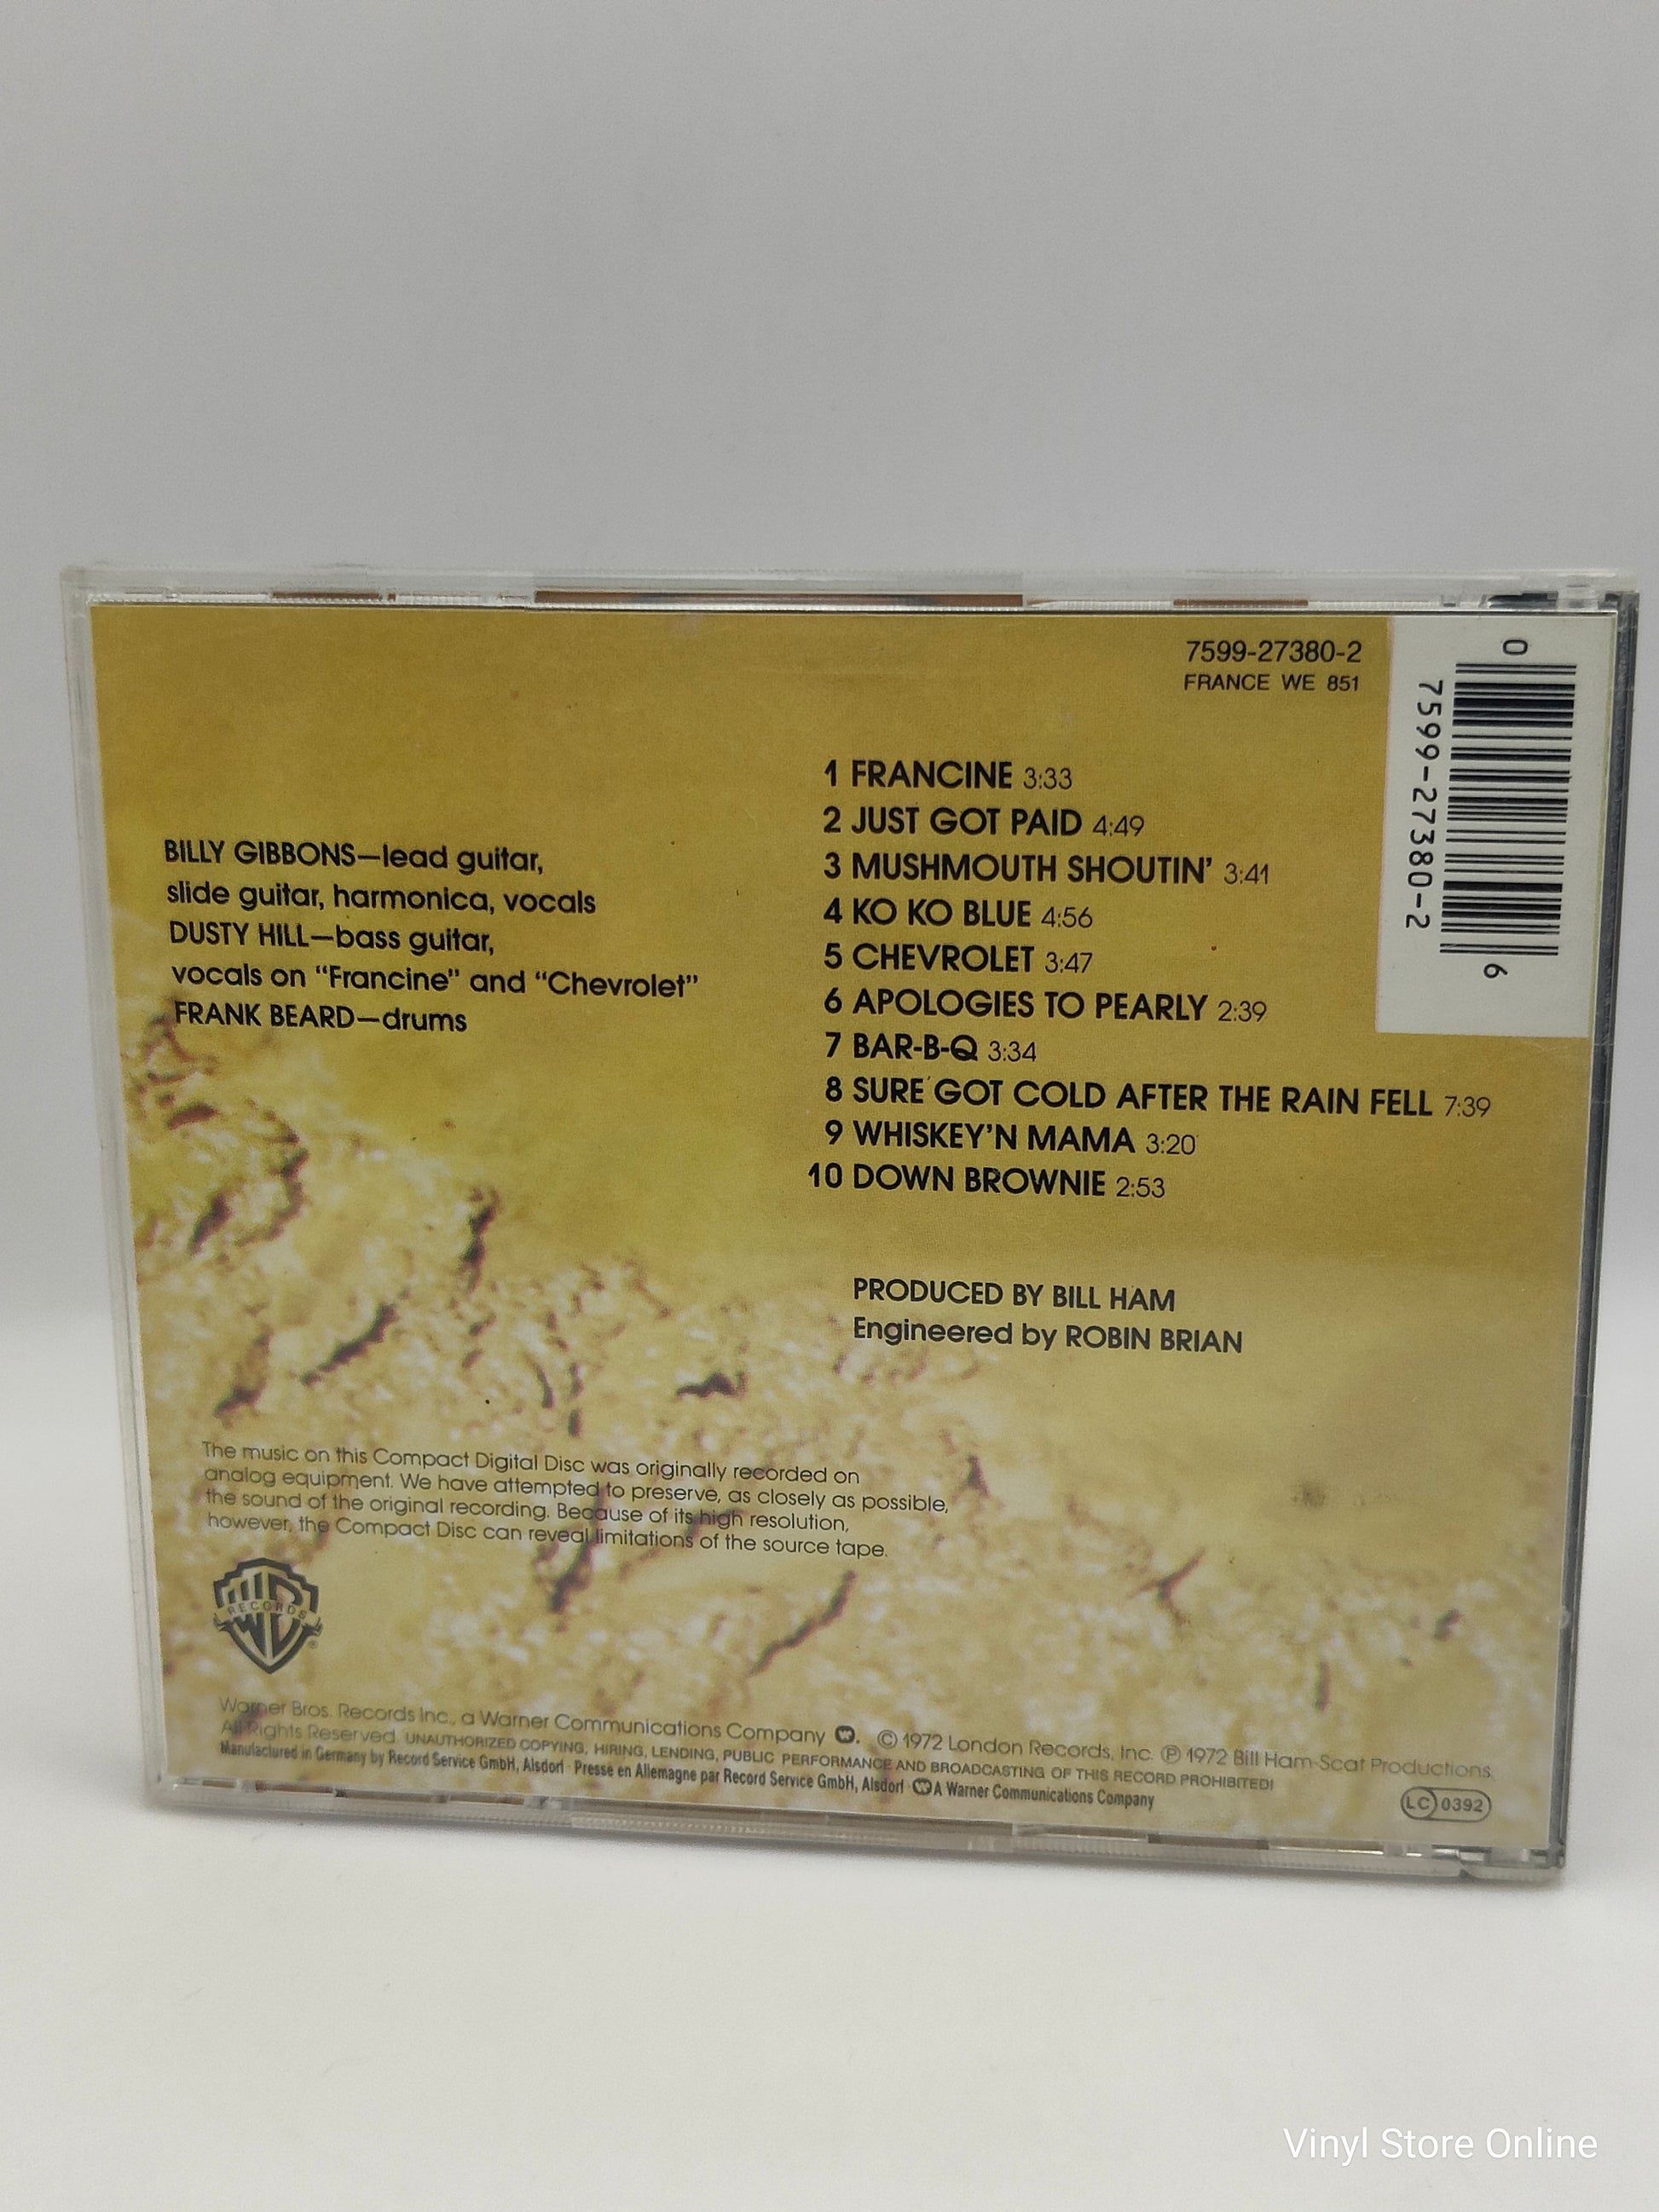 7599-27380-2
FRANCE WE 851
0
7599-27380-2
6
1 FRANCINE 3:33
2 JUST GOT PAID 4:49
3 MUSHMOUTH SHOUTIN' 3:41
4 KO KO BLUE 4:56
5 CHEVROLET 3:47
6 APOLOGIES TO PEARLY 2:39
7 BAR-B-Q 3:34
8 SURE GOT COLD AFTER THE RAIN FELL 7:39
9 WHISKEY'N MAMA 3:20
10 DOWN BROWNIE 2:53
BILLY GIBBONS—lead guitar,
slide guitar, harmonica, vocals
DUSTY HILL—bass guitar,
vocals on “Francine” and “Chevrolet”
FRANK BEARD—drums
PRODUCED BY BILL HAM
Engineered by ROBIN BRIAN
The music on this Compact Digital Disc was originally recorded on
analog equipment. We have attempted to preserve, as closely as possible,
the sound of the original recording. Because of its high resolution,
however, the Compact Disc can reveal limitations of the source tape.
WB
RECORDS
®
Warner Bros. Records Inc., a Warner Communications Company W. © 1972 London Records, Inc. ℗ 1972 Bill Ham-Scat Productions.
All Rights Reserved. UNAUTHORIZED COPYING, HIRING, LENDING, PUBLIC PERFORMANCE AND BROADCASTING OF THIS RECORD PROHIBITED!
Manufactured in Germany by Record Service GmbH, Alsdorf · Presse en Allemagne par Record Service GmbH, Alsdorf · W A Warner Communications Company
LC 0392
Vinyl Store Online